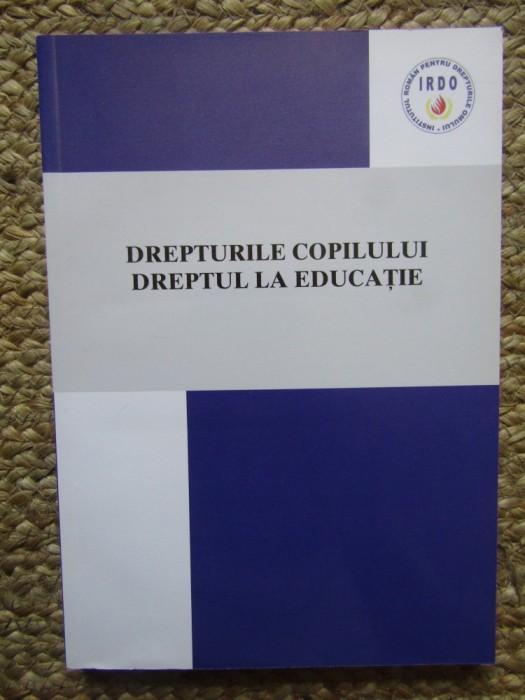 INSTITUTUL ROMÂN PENTRU DREPTURILE OMULUI
IRDO
DREPTURILE COPILULUI
DREPTUL LA EDUCAȚIE